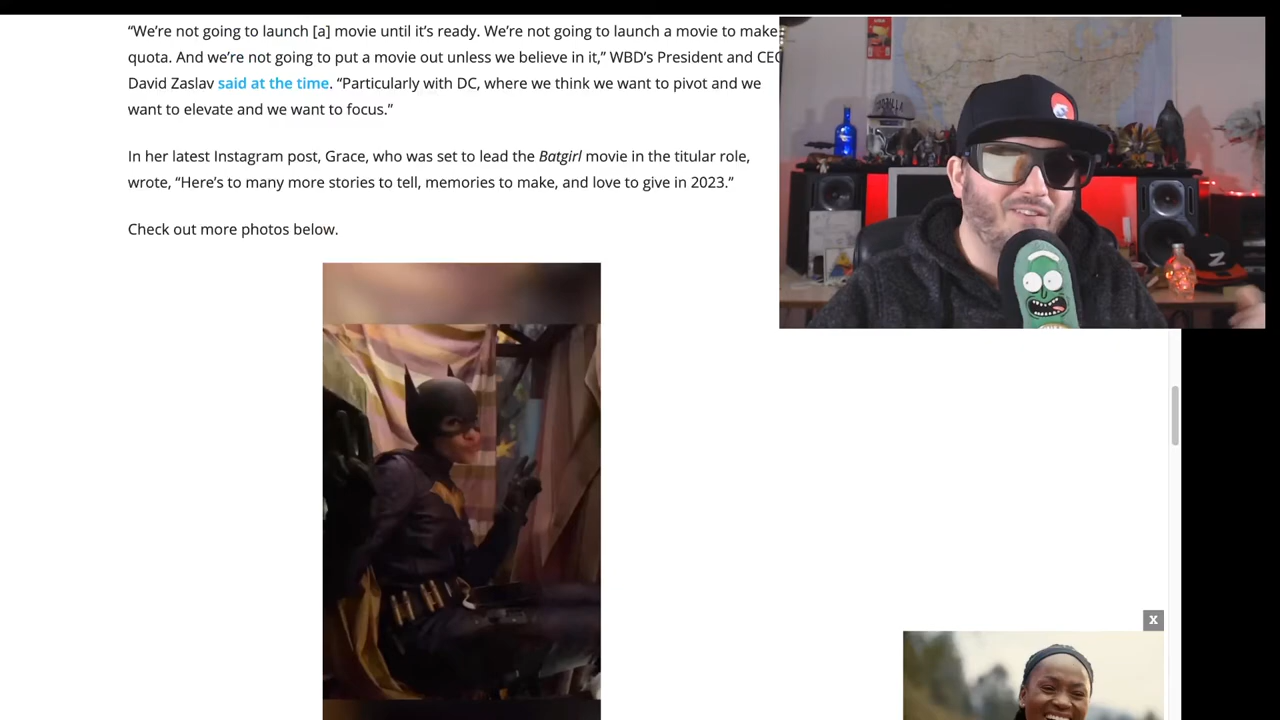 “We’re not going to launch [a] movie until it’s ready. We’re not going to launch a movie to make
quota. And we’re not going to put a movie out unless we believe in it,” WBD’s President and CEO
David Zaslav said at the time. “Particularly with DC, where we think we want to pivot and we
want to elevate and we want to focus.”
In her latest Instagram post, Grace, who was set to lead the Batgirl movie in the titular role,
wrote, “Here’s to many more stories to tell, memories to make, and love to give in 2023.”
Check out more photos below.
X